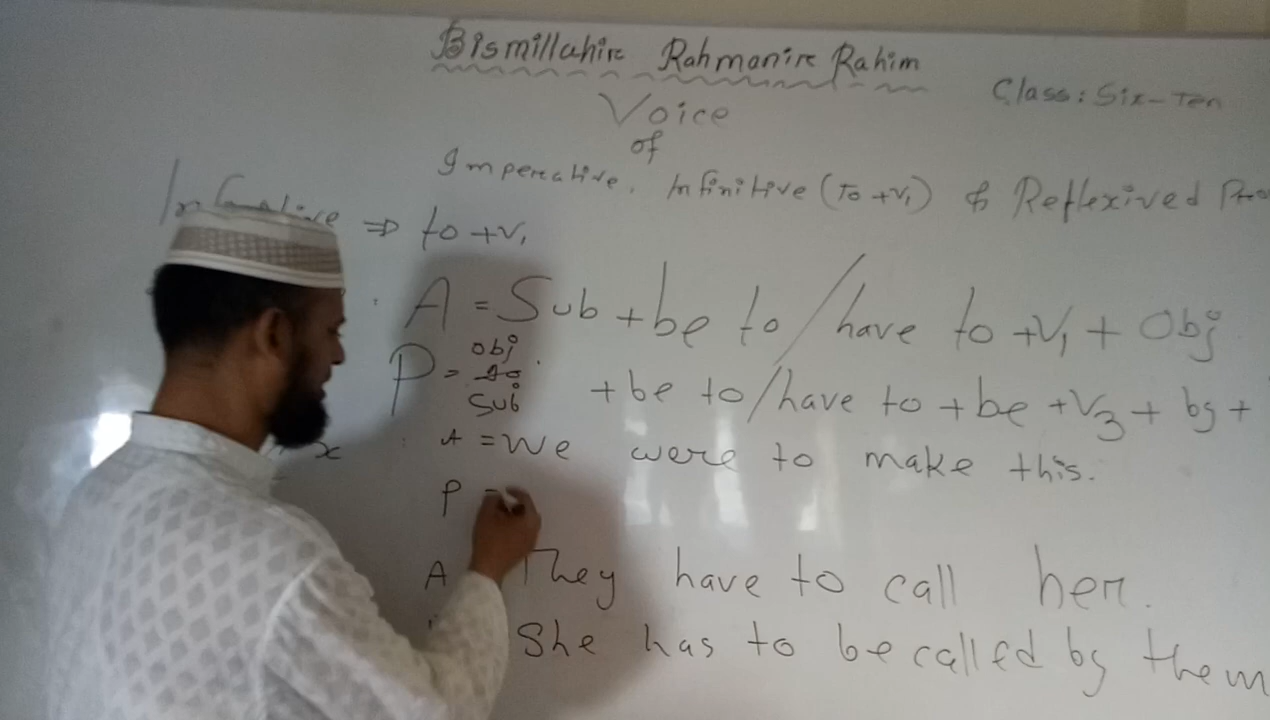 Bismillahir Rahmanir Rahim
Class: Six-Ten
Voice
of
Imperative, Infinitive (To +V1) & Reflexived
⇒ to +V1
A = Sub + be to / have to +V1 + Obj
P = obj
Sub + be to / have to + be +V3 + by +
A = We were to make this.
P =
A They have to call her.
She has to be called by them